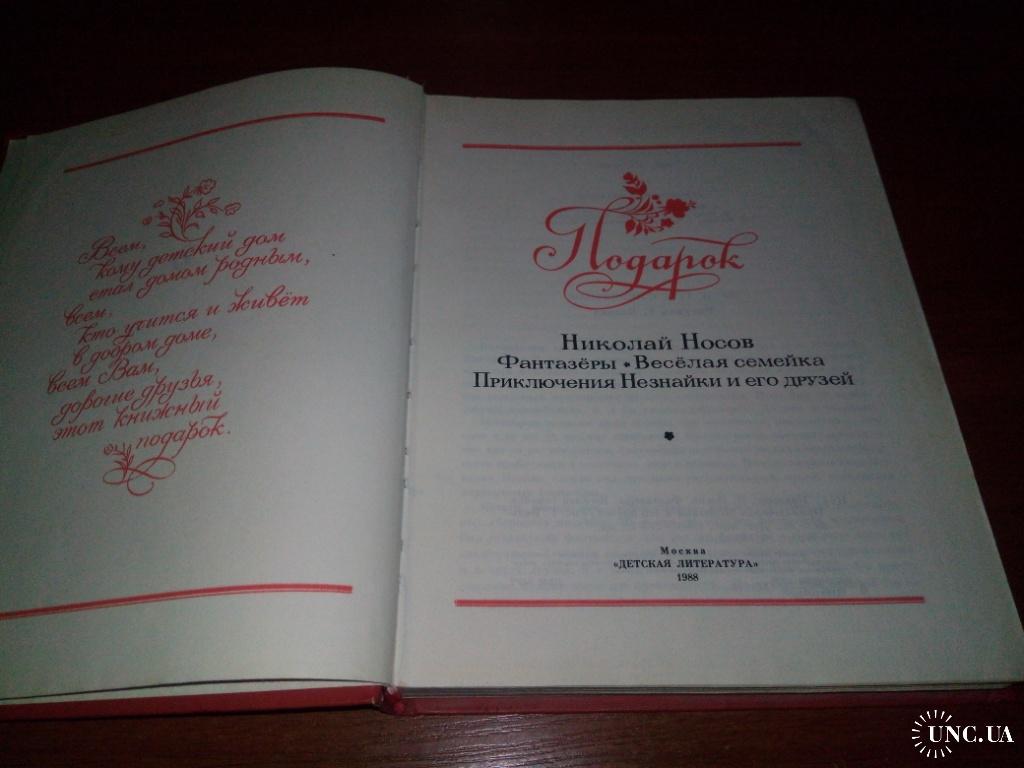 Всем,
кому детский дом
стал домом родным,
всем,
кто учится и живёт
в добром доме,
всем Вам,
дорогие друзья,
этот книжный
подарок.
Подарок
Николай Носов
Фантазёры • Весёлая семейка
Приключения Незнайки и его друзей
Москва
«ДЕТСКАЯ ЛИТЕРАТУРА»
1988
UNC.UA